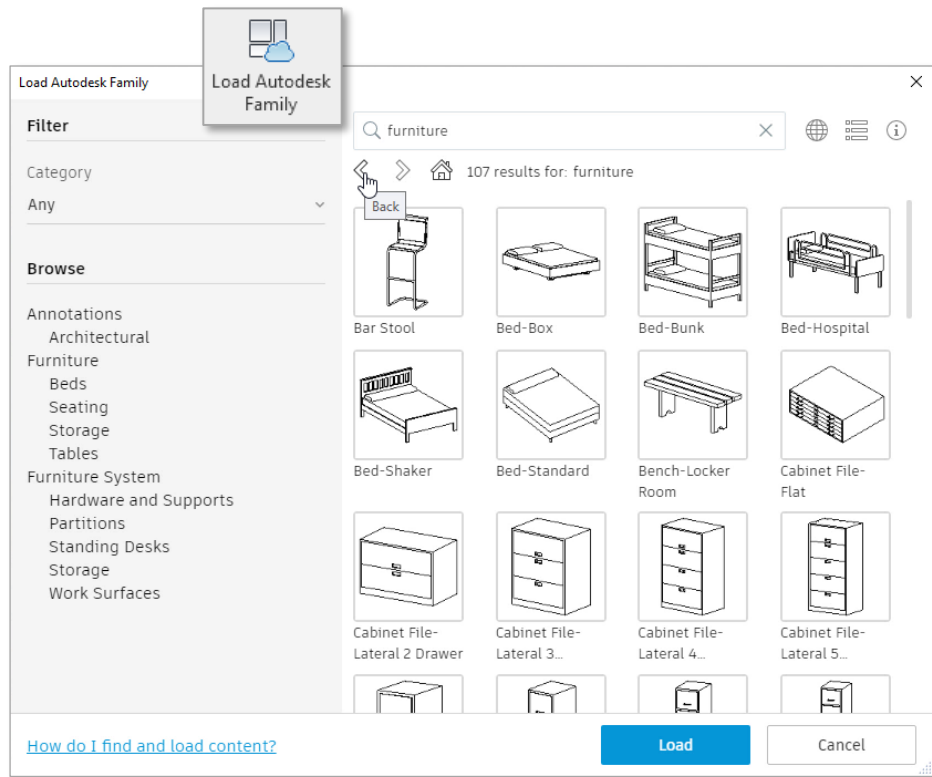 Load Autodesk
Family
Load Autodesk Family
Filter
Category
Any
Browse
Annotations
Architectural
Furniture
Beds
Seating
Storage
Tables
Furniture System
Hardware and Supports
Partitions
Standing Desks
Storage
Work Surfaces
furniture
107 results for: furniture
Back
Bar Stool
Bed-Box
Bed-Bunk
Bed-Hospital
Bed-Shaker
Bed-Standard
Bench-Locker
Room
Cabinet File-
Flat
Cabinet File-
Lateral 2 Drawer
Cabinet File-
Lateral 3...
Cabinet File-
Lateral 4...
Cabinet File-
Lateral 5...
How do I find and load content?
Load
Cancel